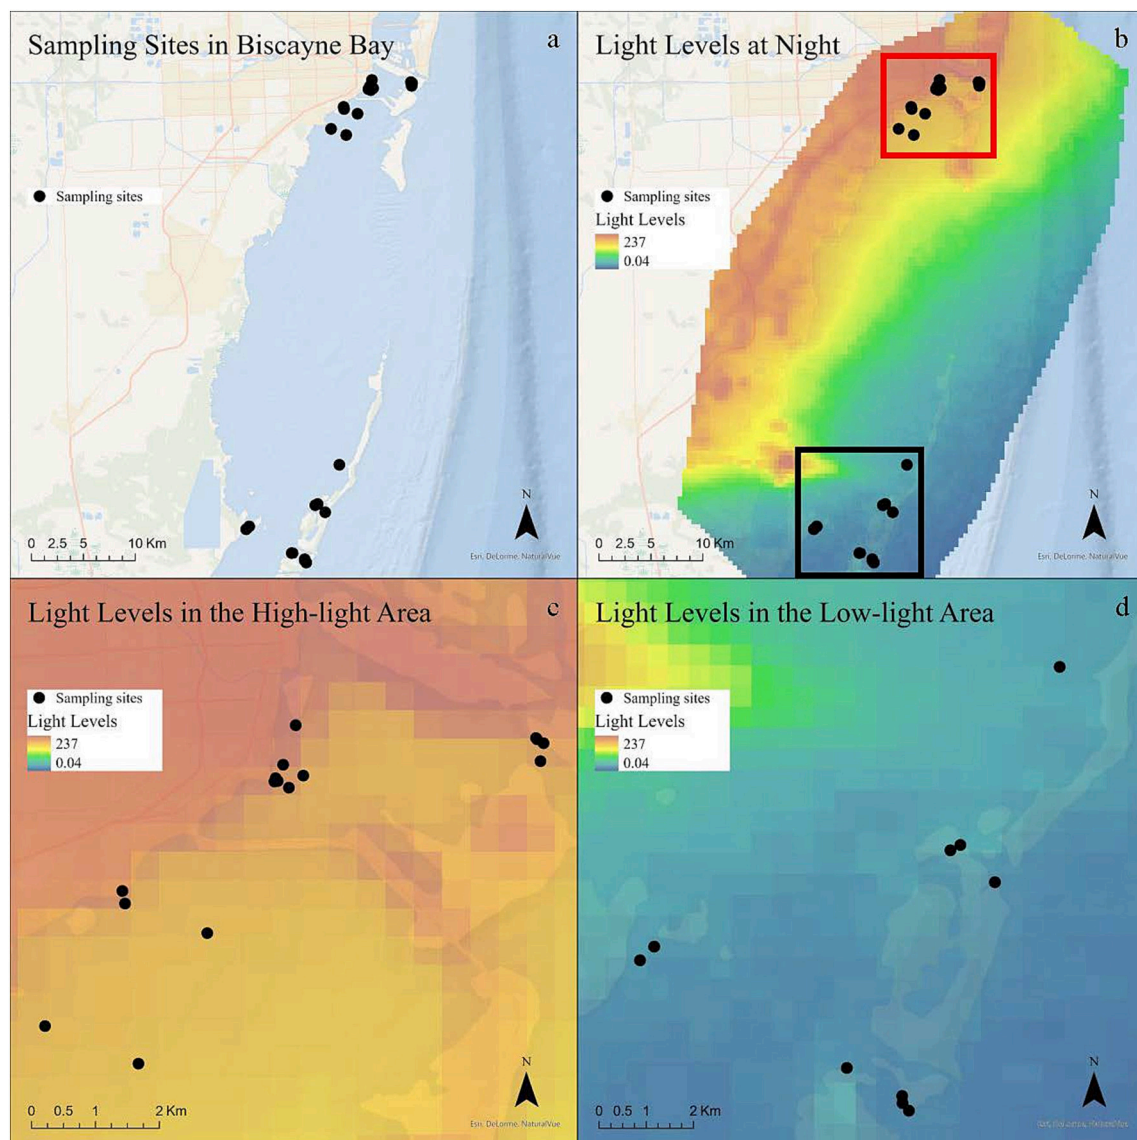 Sampling Sites in Biscayne Bay
a
Sampling sites
N
0 2.5 5 10 Km
Esri, DeLorme, NaturalVue
Light Levels at Night
b
Sampling sites
Light Levels
237
0.04
N
0 2.5 5 10 Km
Esri, DeLorme, NaturalVue
Light Levels in the High-light Area
c
Sampling sites
Light Levels
237
0.04
N
0 0.5 1 2 Km
Esri, DeLorme, NaturalVue
Light Levels in the Low-light Area
d
Sampling sites
Light Levels
237
0.04
N
0 0.5 1 2 Km
Esri, DeLorme, NaturalVue